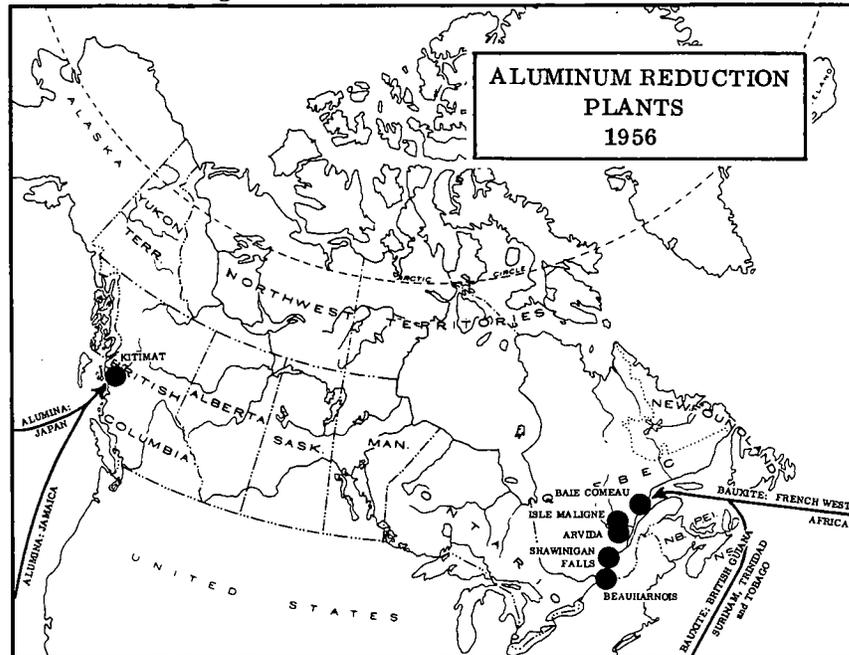 ALUMINUM REDUCTION
PLANTS
1956
ALASKA
YUKON
TERR.
NORTHWEST TERRITORIES
ARCTIC CIRCLE
KITIMAT
BRITISH
COLUMBIA
ALBERTA
SASK.
MAN.
ONTARIO
QUEBEC
NEWFOUNDLAND
ALUMINA:
JAPAN
ALUMINA: JAMAICA
BAIE COMEAU
ISLE MALIGNE
ARVIDA
SHAWINIGAN
FALLS
BEAUHARNOIS
N.B.
P.E.I.
N.S.
BAUXITE: FRENCH WEST
AFRICA
BAUXITE: BRITISH GUIANA
SURINAM, TRINIDAD
and TOBAGO
UNITED STATES